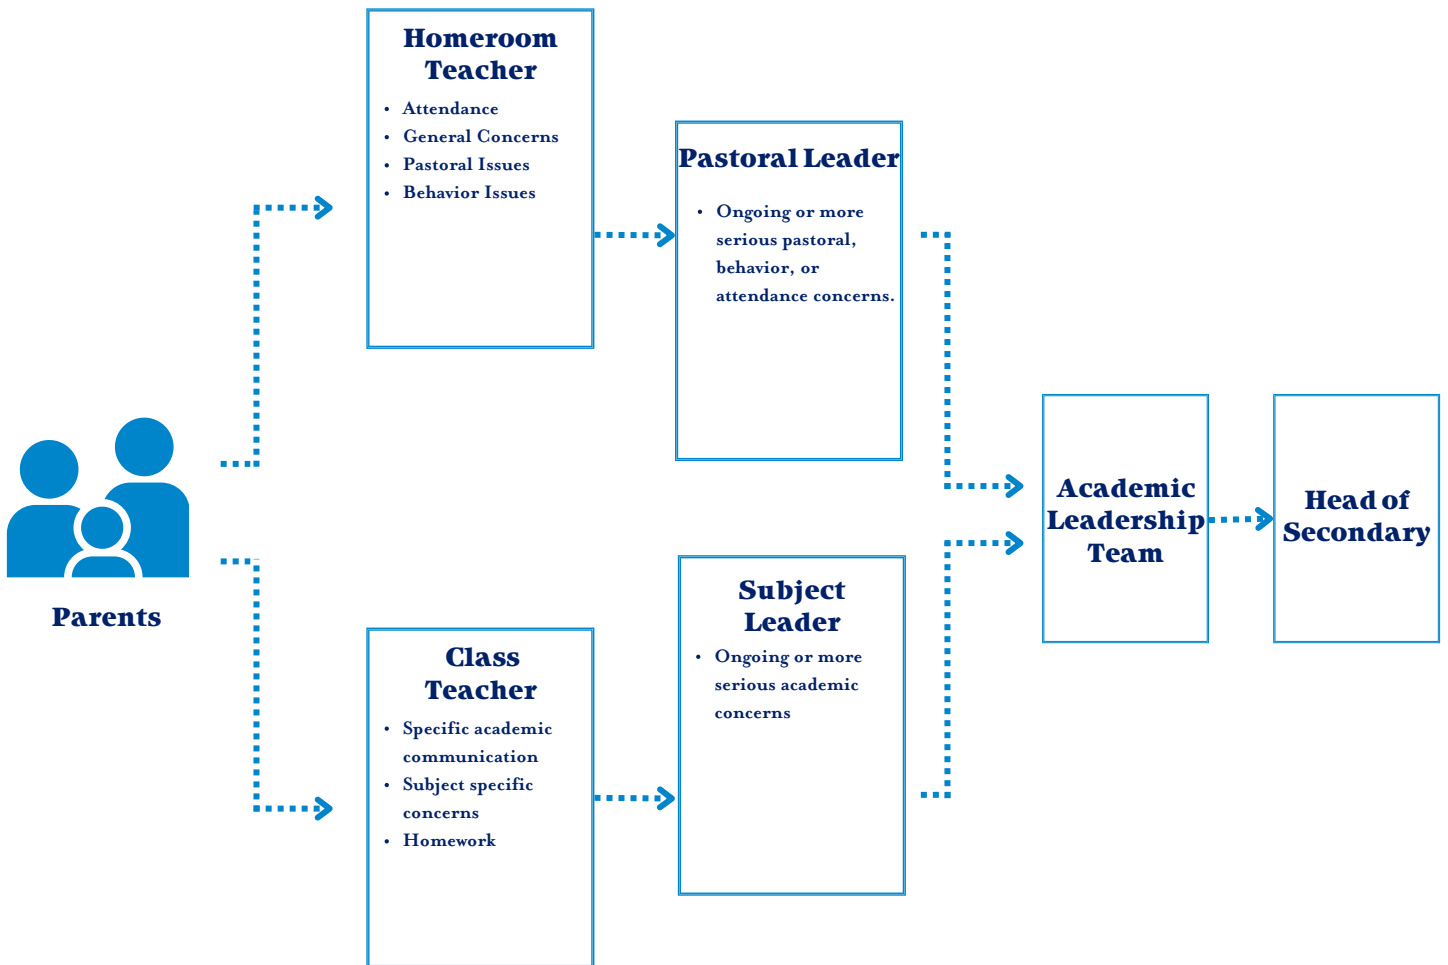 Homeroom
Teacher
• Attendance
• General Concerns
• Pastoral Issues
• Behavior Issues
Pastoral Leader
• Ongoing or more
serious pastoral,
behavior, or
attendance concerns.
Parents
Class
Teacher
• Specific academic
communication
• Subject specific
concerns
• Homework
Subject
Leader
• Ongoing or more
serious academic
concerns
Academic
Leadership
Team
Head of
Secondary